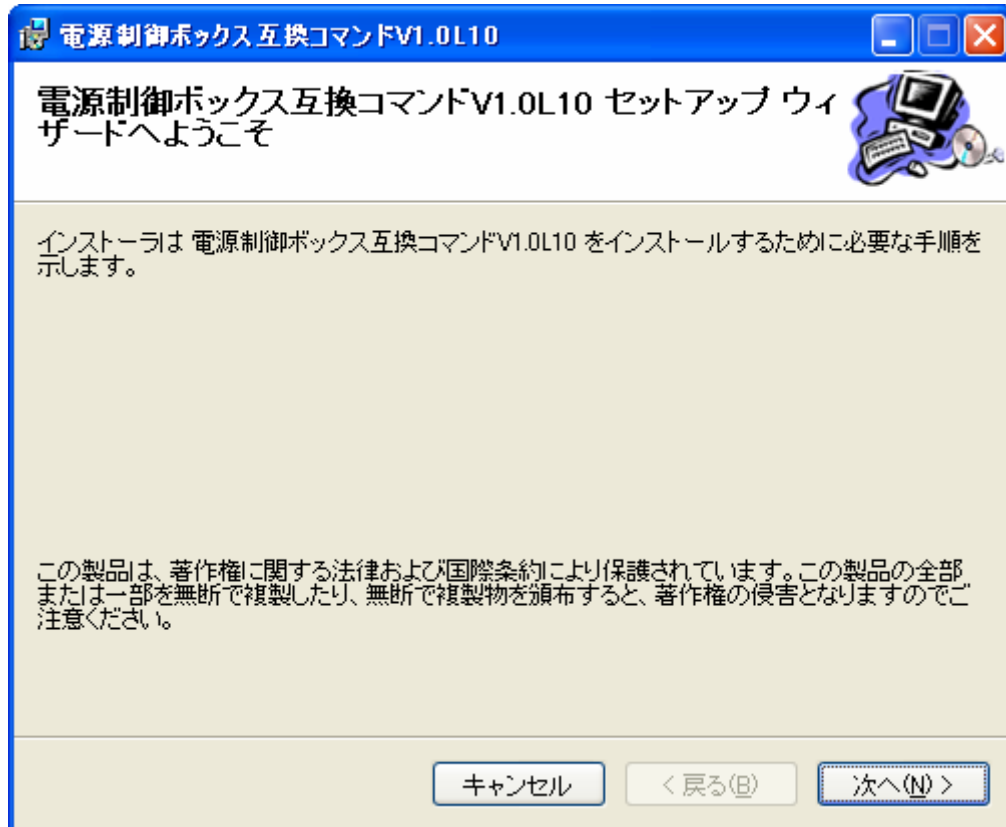 電源制御ボックス互換コマンドV1.0L10
電源制御ボックス互換コマンドV1.0L10 セットアップ ウィ
ザードへようこそ
インストーラは 電源制御ボックス互換コマンドV1.0L10 をインストールするために必要な手順を
示します。
この製品は、著作権に関する法律および国際条約により保護されています。この製品の全部
または一部を無断で複製したり、無断で複製物を頒布すると、著作権の侵害となりますのでご
注意ください。
キャンセル
< 戻る(B)
次へ(N) >